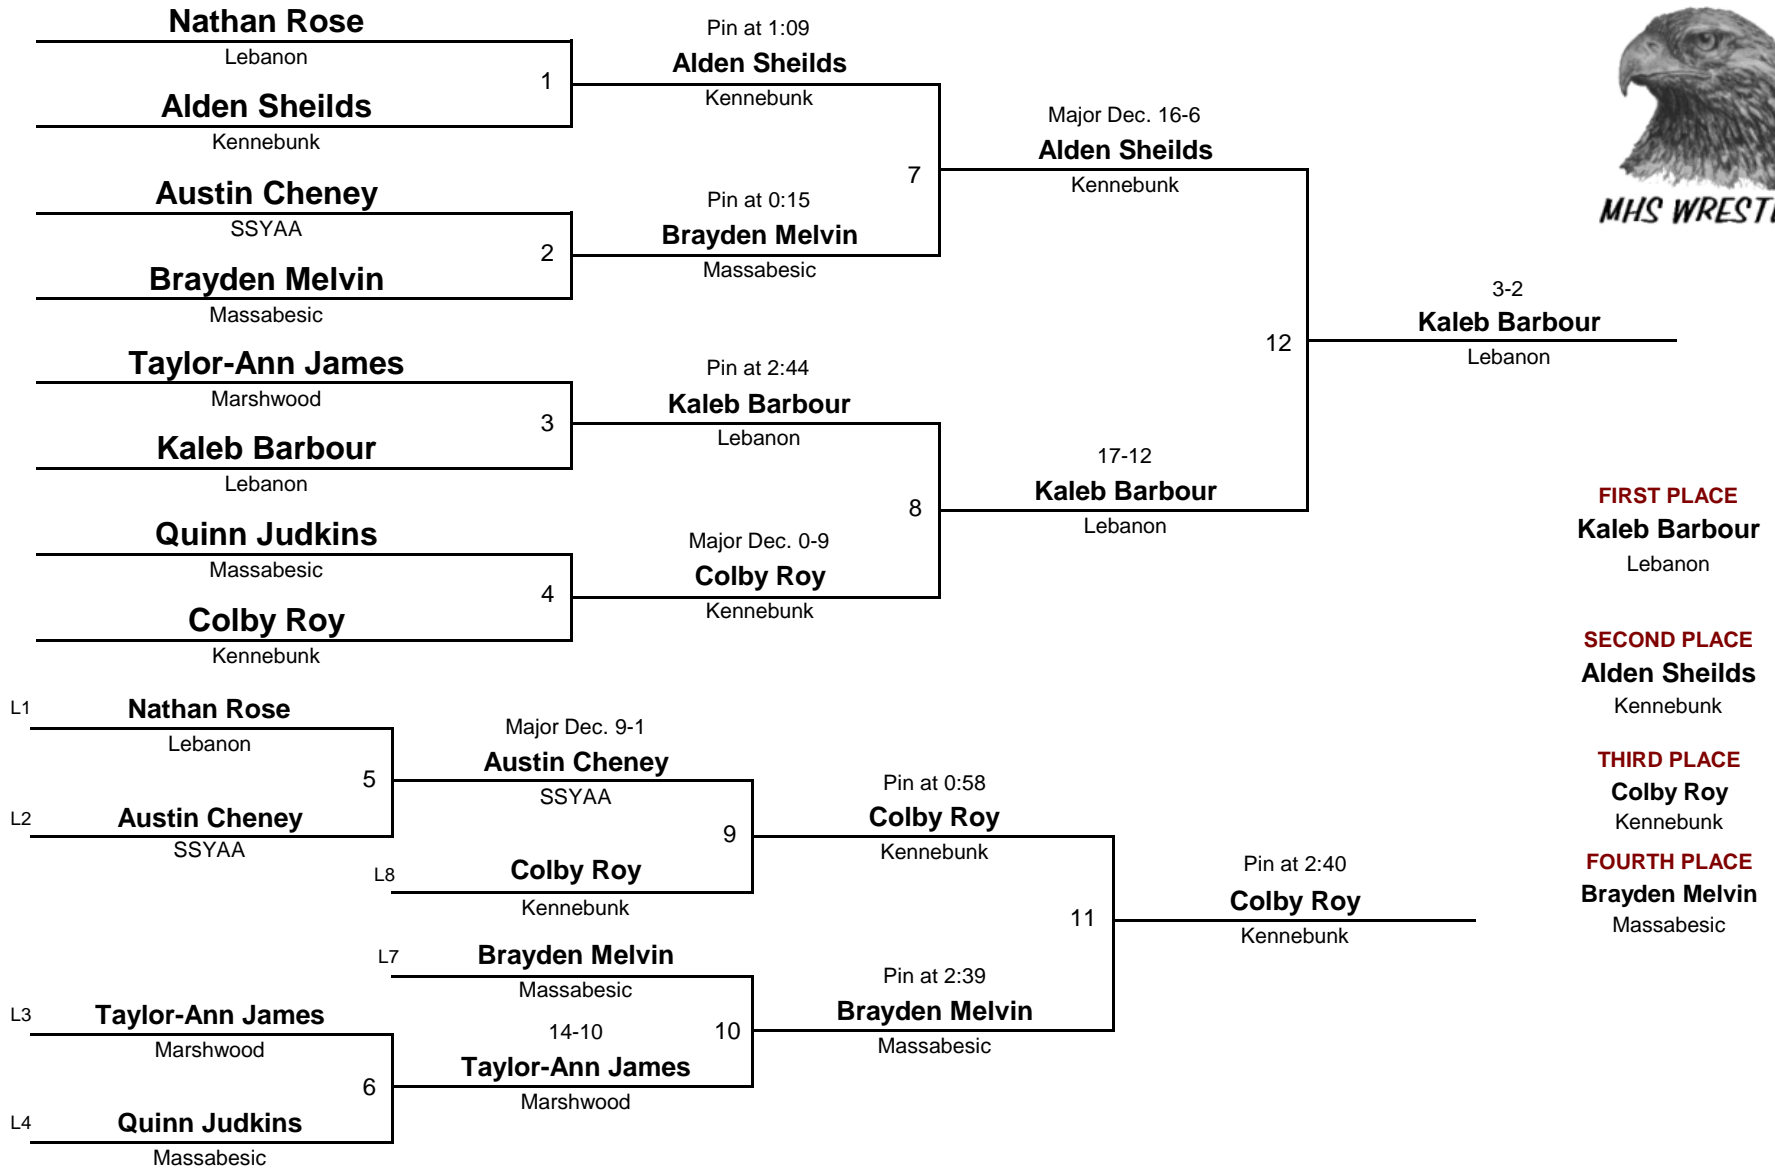 Nathan Rose
Lebanon
1
Alden Sheilds
Kennebunk
Austin Cheney
SSYAA
2
Brayden Melvin
Massabesic
Taylor-Ann James
Marshwood
3
Kaleb Barbour
Lebanon
Quinn Judkins
Massabesic
4
Colby Roy
Kennebunk
Pin at 1:09
Alden Sheilds
Kennebunk
7
Pin at 0:15
Brayden Melvin
Massabesic
Pin at 2:44
Kaleb Barbour
Lebanon
8
Major Dec. 0-9
Colby Roy
Kennebunk
Major Dec. 16-6
Alden Sheilds
Kennebunk
12
17-12
Kaleb Barbour
Lebanon
3-2
Kaleb Barbour
Lebanon
MHS
FIRST PLACE
Kaleb Barbour
Lebanon
SECOND PLACE
Alden Sheilds
Kennebunk
THIRD PLACE
Colby Roy
Kennebunk
FOURTH PLACE
Brayden Melvin
Massabesic
L1 Nathan Rose
Lebanon
5
L2 Austin Cheney
SSYAA
L3 Taylor-Ann James
Marshwood
6
L4 Quinn Judkins
Massabesic
Major Dec. 9-1
Austin Cheney
SSYAA
9
L8 Colby Roy
Kennebunk
L7 Brayden Melvin
Massabesic
10
14-10
Taylor-Ann James
Marshwood
Pin at 0:58
Colby Roy
Kennebunk
11
Pin at 2:39
Brayden Melvin
Massabesic
Pin at 2:40
Colby Roy
Kennebunk